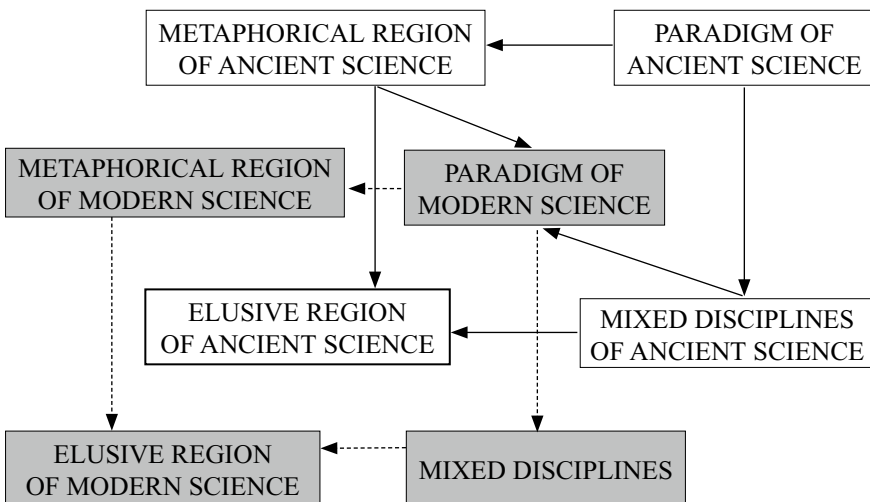 METAPHORICAL REGION
OF ANCIENT SCIENCE
PARADIGM OF
ANCIENT SCIENCE
METAPHORICAL REGION
OF MODERN SCIENCE
PARADIGM OF
MODERN SCIENCE
ELUSIVE REGION
OF ANCIENT SCIENCE
MIXED DISCIPLINES
OF ANCIENT SCIENCE
ELUSIVE REGION
OF MODERN SCIENCE
MIXED DISCIPLINES